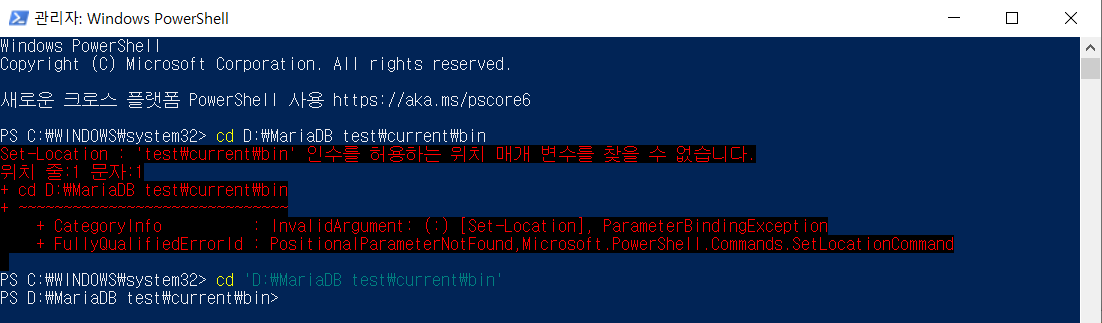 관리자: Windows PowerShell
Windows PowerShell
Copyright (C) Microsoft Corporation. All rights reserved.
새로운 크로스 플랫폼 PowerShell 사용 https://aka.ms/pscore6
PS C:₩WINDOWS₩system32> cd D:₩MariaDB test₩current₩bin
Set-Location : 'test₩current₩bin' 인수를 허용하는 위치 매개 변수를 찾을 수 없습니다.
위치 줄:1 문자:1
+ cd D:₩MariaDB test₩current₩bin
+ ~~~~~~~~~~~~~~~~~~~~~~~~~~~~~~
+ CategoryInfo          : InvalidArgument: (:) [Set-Location], ParameterBindingException
+ FullyQualifiedErrorId : PositionalParameterNotFound,Microsoft.PowerShell.Commands.SetLocationCommand
PS C:₩WINDOWS₩system32> cd 'D:₩MariaDB test₩current₩bin'
PS D:₩MariaDB test₩current₩bin>